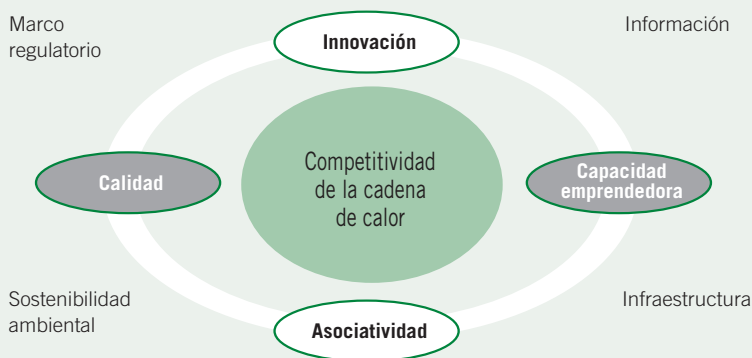 Marco
regulatorio
Innovación
Información
Calidad
Competitividad
de la cadena
de calor
Capacidad
emprendedora
Sostenibilidad
ambiental
Asociatividad
Infraestructura